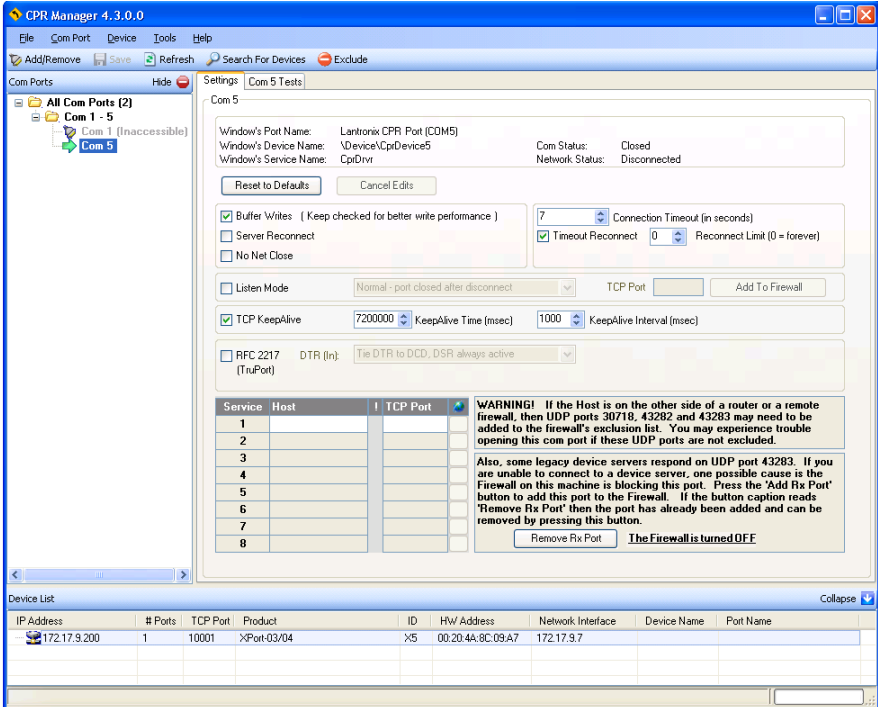 CPR Manager 4.3.0.0
File Com Port Device Tools Help
Add/Remove Save Refresh Search For Devices Exclude
Com Ports Hide
All Com Ports (2)
Com 1 - 5
Com 1 (Inaccessible)
Com 5
Settings Com 5 Tests
Com 5
Window's Port Name: Lantronix CPR Port (COM5)
Window's Device Name: \Device\CprDevice5 Com Status: Closed
Window's Service Name: CprDrvr Network Status: Disconnected
Reset to Defaults Cancel Edits
Buffer Writes ( Keep checked for better write performance ) 7 Connection Timeout (in seconds)
Server Reconnect Timeout Reconnect 0 Reconnect Limit (0 = forever)
No Net Close
Listen Mode Normal - port closed after disconnect TCP Port Add To Firewall
TCP KeepAlive 7200000 KeepAlive Time (msec) 1000 KeepAlive Interval (msec)
RFC 2217 DTR (In): Tie DTR to DCD, DSR always active
(TruPort)
Service Host ! TCP Port
1
2
3
4
5
6
7
8
WARNING! If the Host is on the other side of a router or a remote
firewall, then UDP ports 30718, 43282 and 43283 may need to be
added to the firewall's exclusion list. You may experience trouble
opening this com port if these UDP ports are not excluded.
Also, some legacy device servers respond on UDP port 43283. If you
are unable to connect to a device server, one possible cause is the
Firewall on this machine is blocking this port. Press the 'Add Rx Port'
button to add this port to the Firewall. If the button caption reads
'Remove Rx Port' then the port has already been added and can be
removed by pressing this button.
Remove Rx Port The Firewall is turned OFF
Device List Collapse
IP Address # Ports TCP Port Product ID HW Address Network Interface Device Name Port Name
172.17.9.200 1 10001 XPort-03/04 X5 00:20:4A:8C:09:A7 172.17.9.7